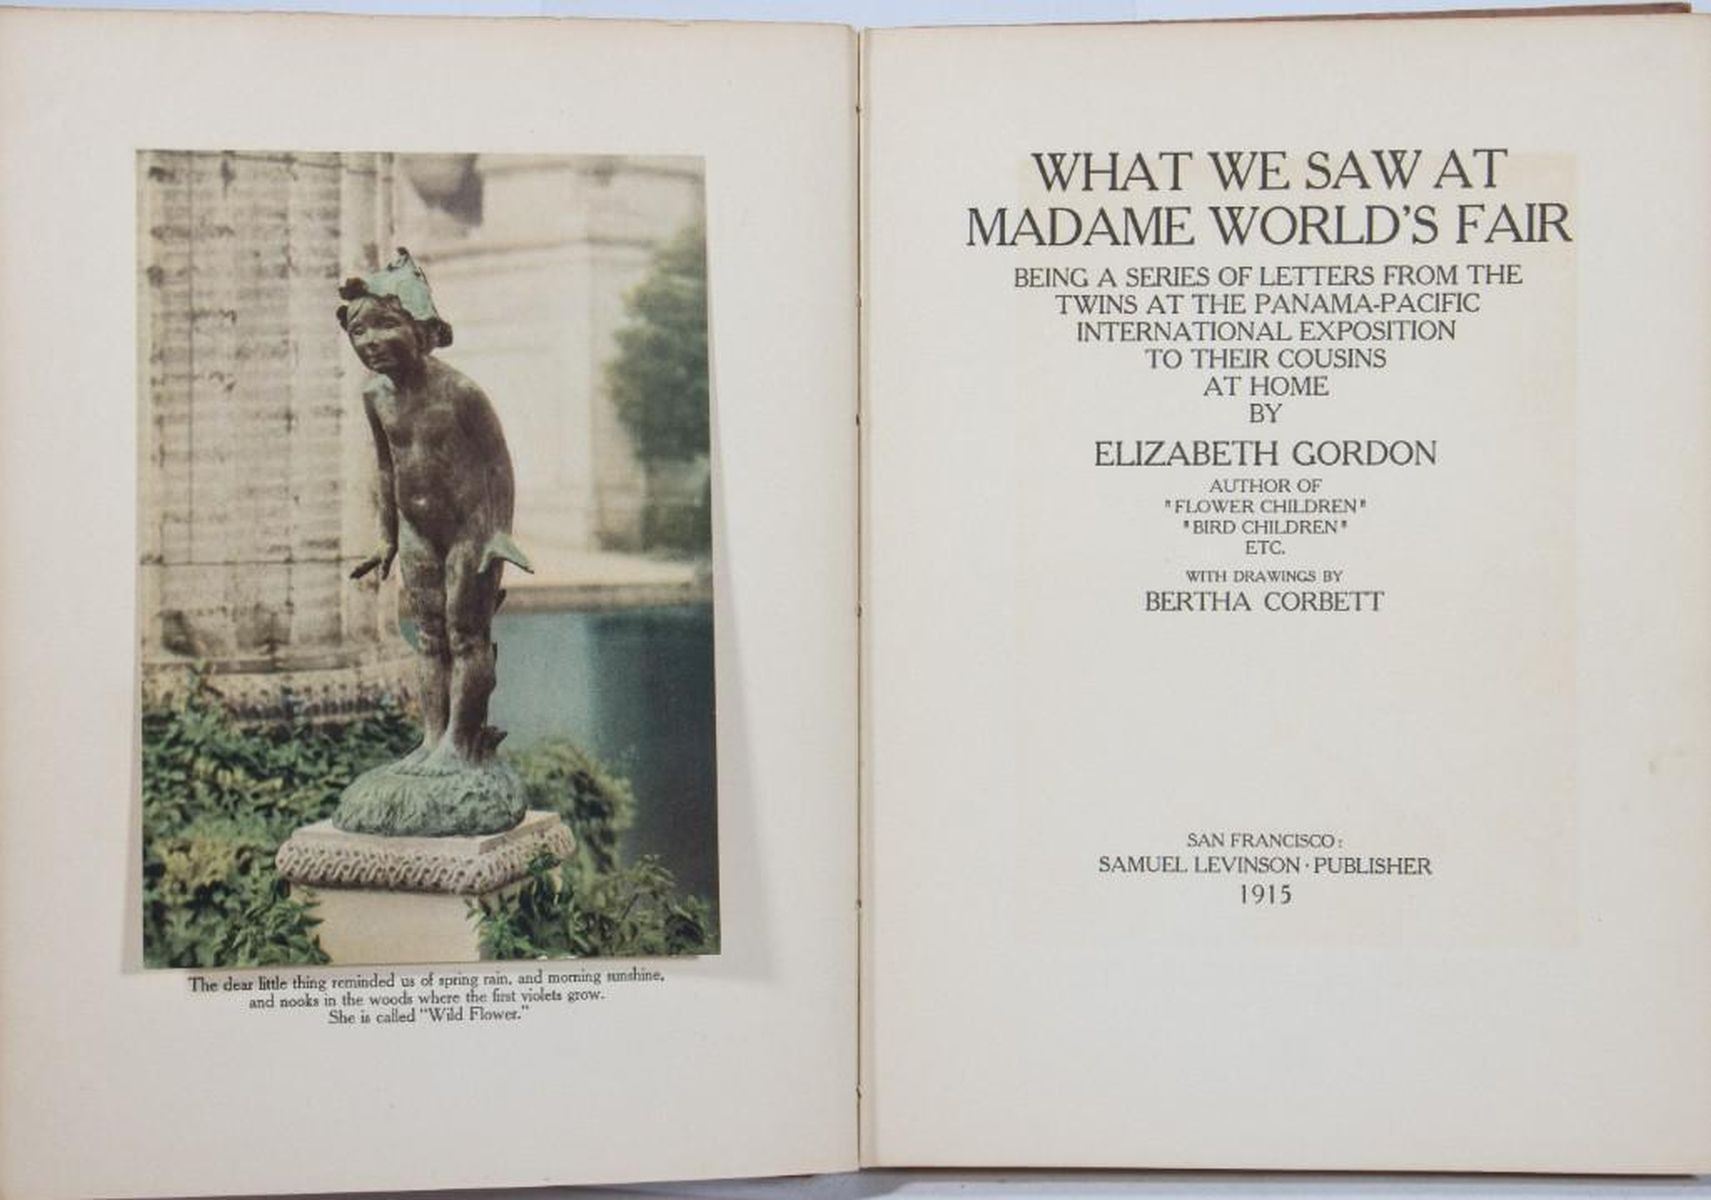 The dear little thing reminded us of spring rain, and morning sunshine,
and nooks in the woods where the first violets grow.
She is called "Wild Flower."
WHAT WE SAW AT
MADAME WORLD'S FAIR
BEING A SERIES OF LETTERS FROM THE
TWINS AT THE PANAMA-PACIFIC
INTERNATIONAL EXPOSITION
TO THEIR COUSINS
AT HOME
BY
ELIZABETH GORDON
AUTHOR OF
"FLOWER CHILDREN"
"BIRD CHILDREN"
ETC.
WITH DRAWINGS BY
BERTHA CORBETT
SAN FRANCISCO:
SAMUEL LEVINSON · PUBLISHER
1915